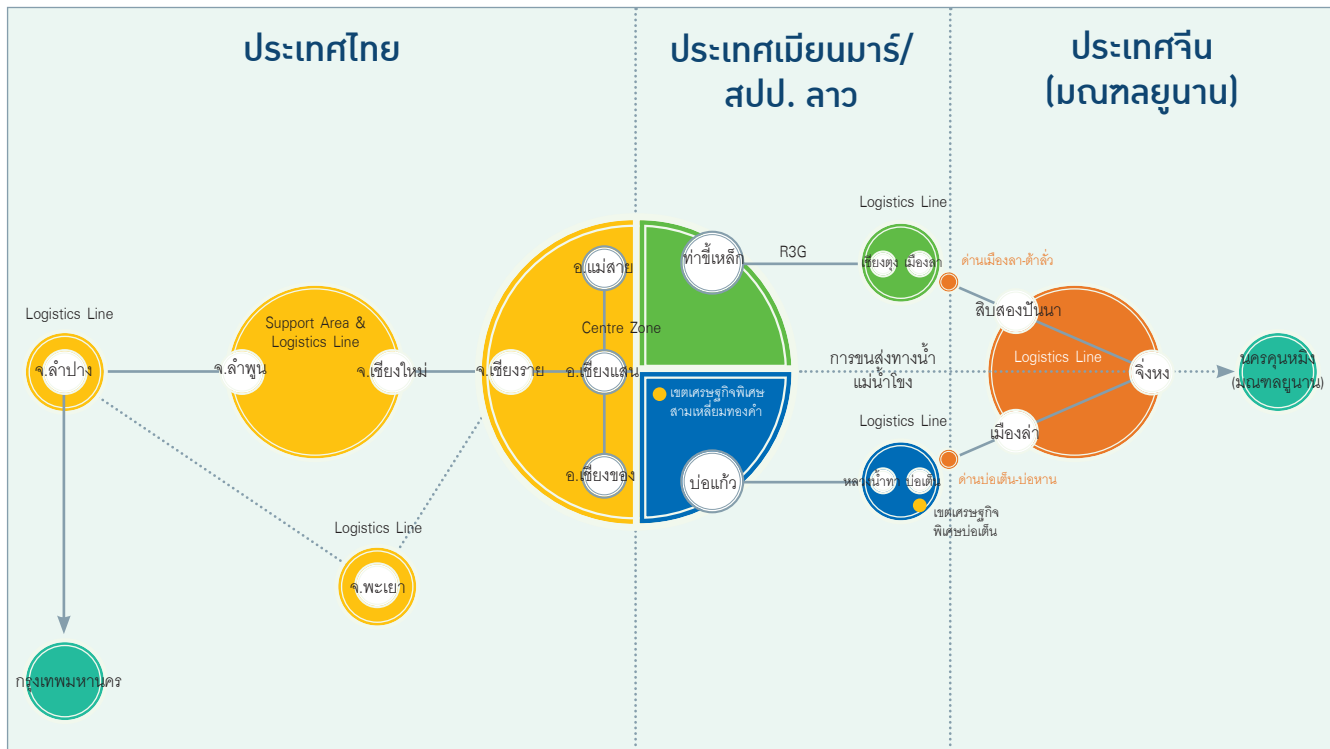 ประเทศไทย
ประเทศเมียนมาร์/
สปป. ลาว
ประเทศจีน
(มณฑลยูนาน)
Logistics Line
จ.ลำปาง
Support Area &
Logistics Line
จ.ลำพูน
จ.เชียงใหม่
Logistics Line
จ.พะเยา
กรุงเทพมหานคร
อ.แม่สาย
Centre Zone
จ.เชียงราย
อ.เชียงแสน
อ.เชียงของ
ท่าขี้เหล็ก
R3G
Logistics Line
เชียงตุง
เมืองลา
ด่านเมืองลา-ต้าลั่ว
เขตเศรษฐกิจพิเศษ
สามเหลี่ยมทองคำ
การขนส่งทางน้ำ
แม่น้ำโขง
บ่อแก้ว
Logistics Line
หลวงน้ำทา
บ่อเต็น
ด่านบ่อเต็น-บ่อหาน
เขตเศรษฐกิจ
พิเศษบ่อเต็น
สิบสองปันนา
Logistics Line
จิ่งหง
เมืองล่า
นครคุนหมิง
(มณฑลยูนาน)